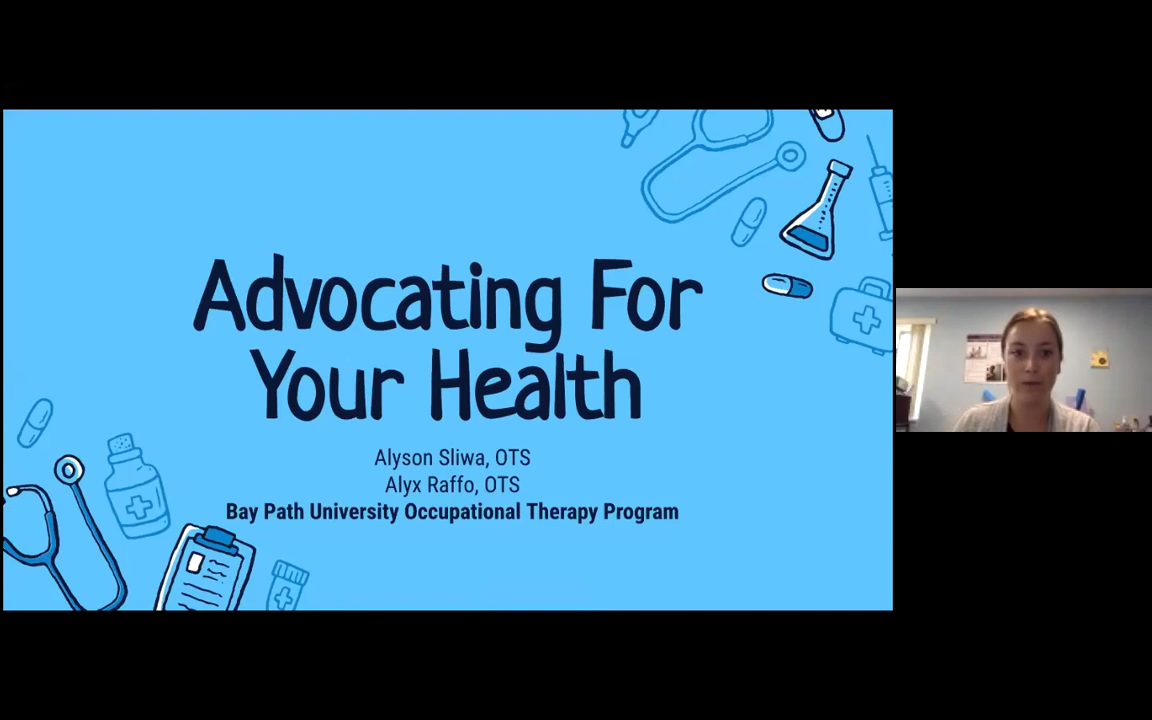 Advocating For
Your Health
Alyson Sliwa, OTS
Alyx Raffo, OTS
Bay Path University Occupational Therapy Program